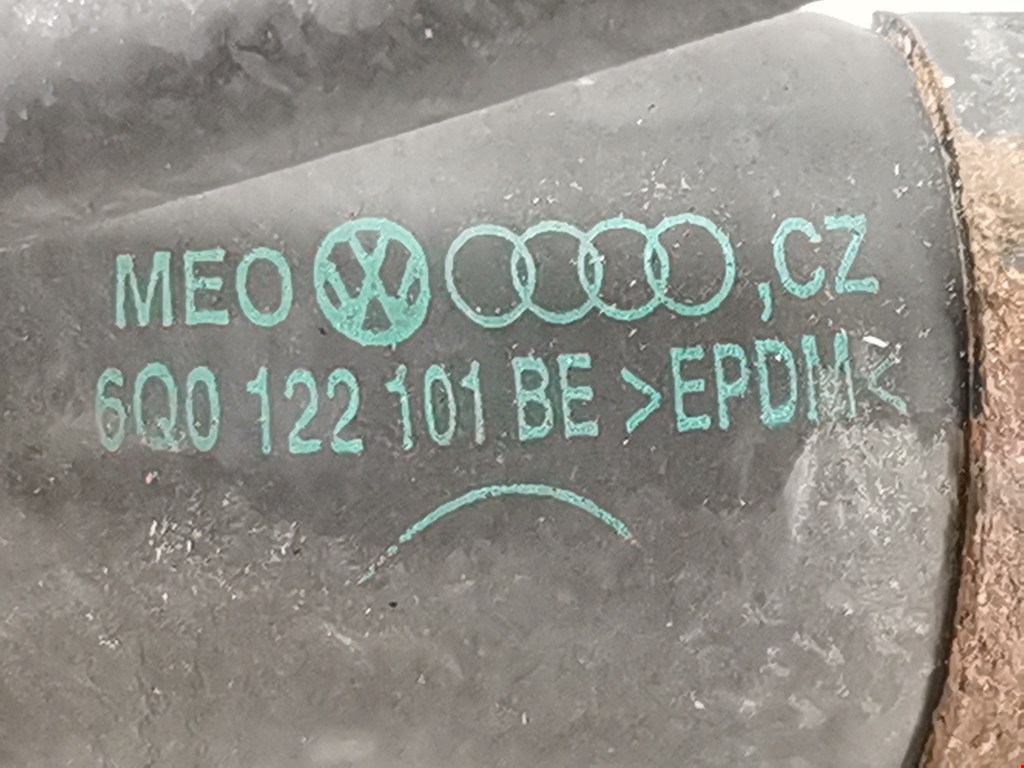 MEO , CZ
6Q0 122 101 BE >EPDM<